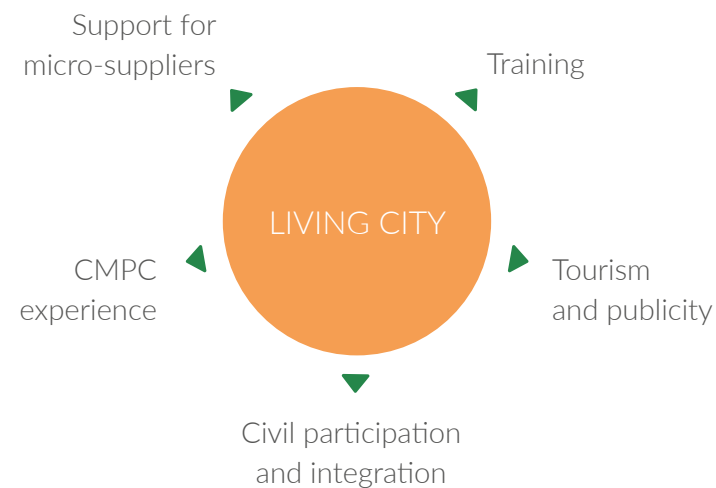 Support for
micro-suppliers
Training
LIVING CITY
CMPC
experience
Tourism
and publicity
Civil participation
and integration